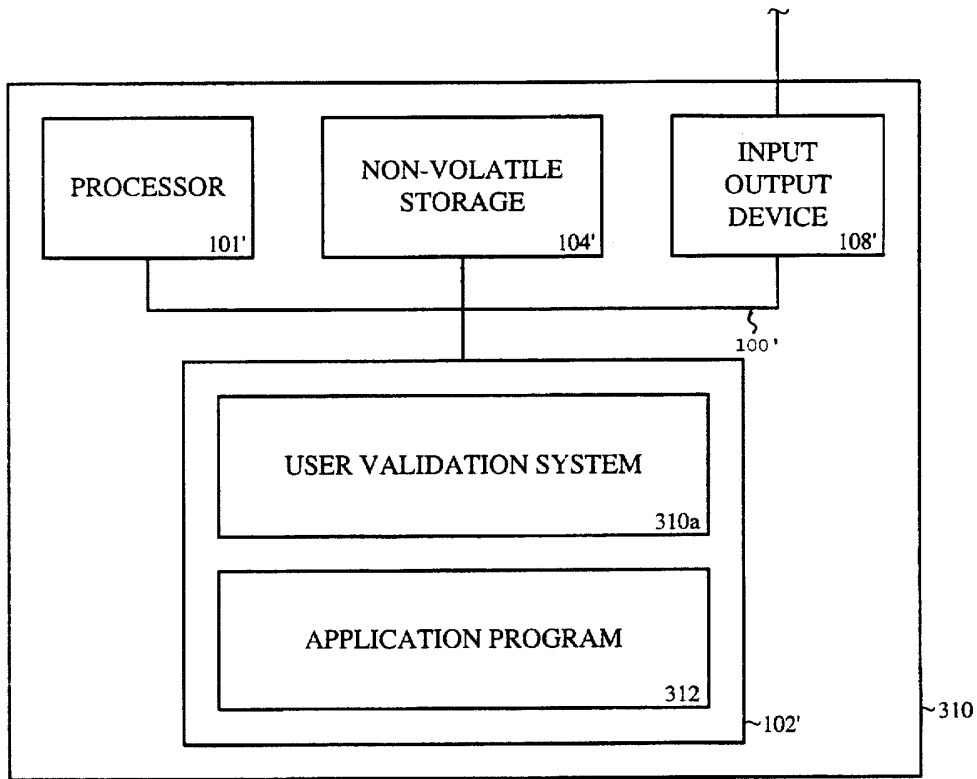 PROCESSOR
101'
NON-VOLATILE
STORAGE
104'
INPUT
OUTPUT
DEVICE
108'
100'
USER VALIDATION SYSTEM
310a
APPLICATION PROGRAM
312
102'
310